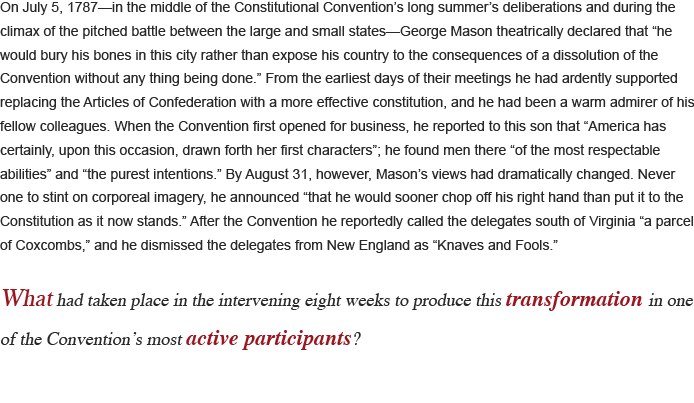 On July 5, 1787—in the middle of the Constitutional Convention’s long summer’s deliberations and during the
climax of the pitched battle between the large and small states—George Mason theatrically declared that “he
would bury his bones in this city rather than expose his country to the consequences of a dissolution of the
Convention without any thing being done.” From the earliest days of their meetings he had ardently supported
replacing the Articles of Confederation with a more effective constitution, and he had been a warm admirer of his
fellow colleagues. When the Convention first opened for business, he reported to this son that “America has
certainly, upon this occasion, drawn forth her first characters”; he found men there “of the most respectable
abilities” and “the purest intentions.” By August 31, however, Mason’s views had dramatically changed. Never
one to stint on corporeal imagery, he announced “that he would sooner chop off his right hand than put it to the
Constitution as it now stands.” After the Convention he reportedly called the delegates south of Virginia “a parcel
of Coxcombs,” and he dismissed the delegates from New England as “Knaves and Fools.”
What had taken place in the intervening eight weeks to produce this transformation in one
of the Convention’s most active participants?